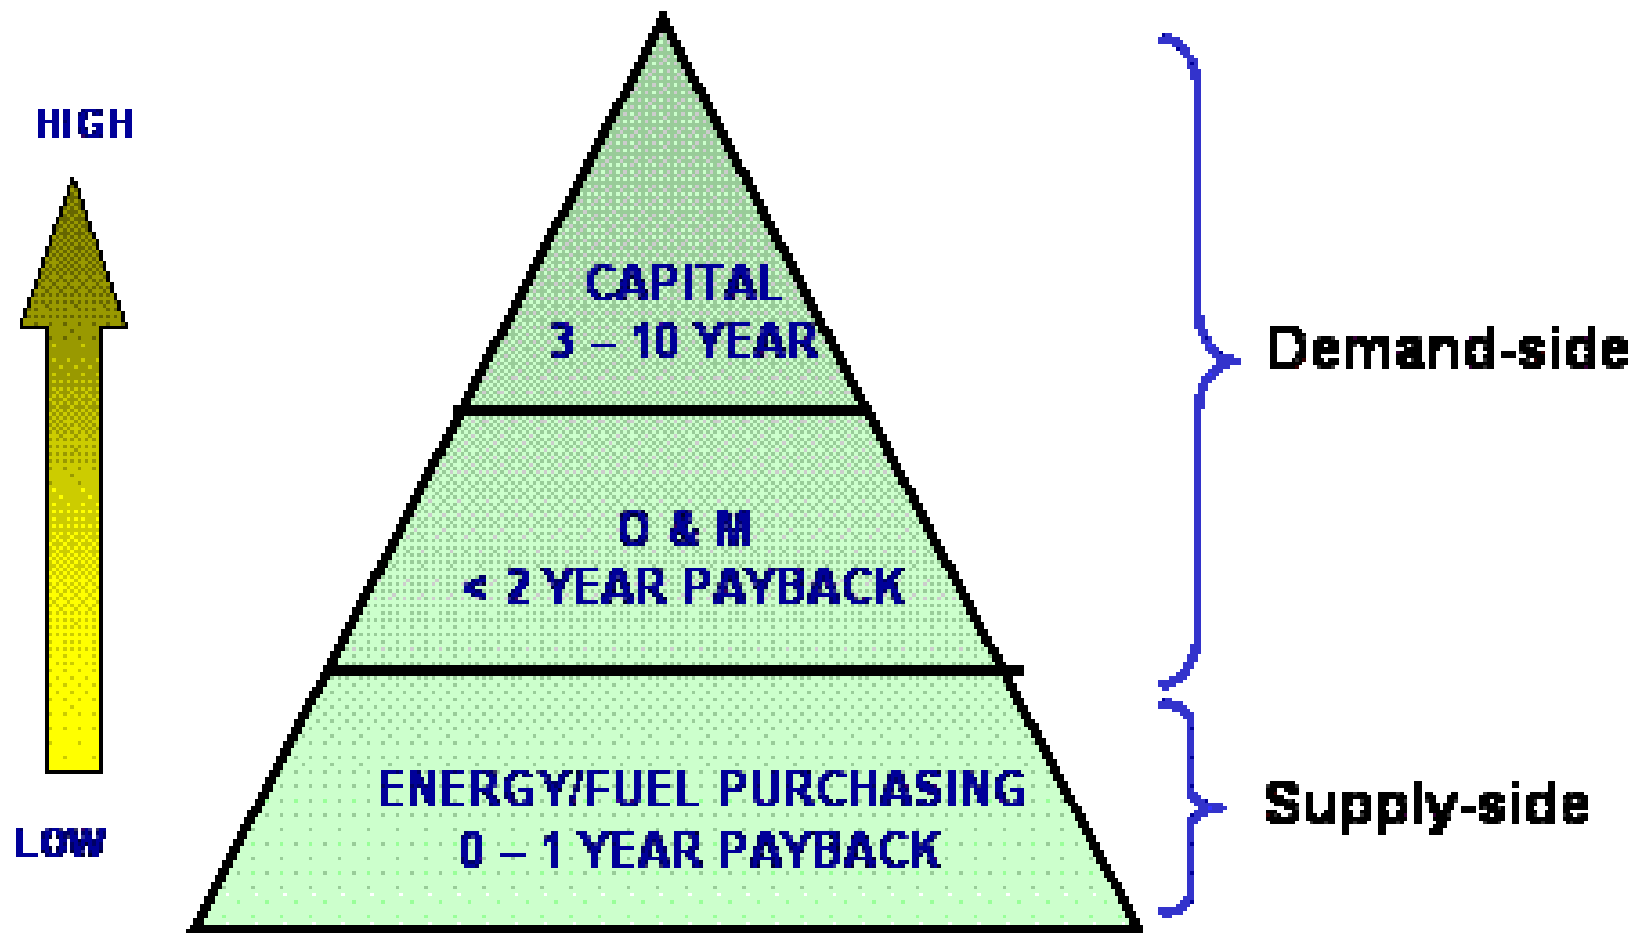 HIGH
CAPITAL
3 – 10 YEAR
Demand-side
O & M
< 2 YEAR PAYBACK
ENERGY/FUEL PURCHASING
0 – 1 YEAR PAYBACK
Supply-side
LOW